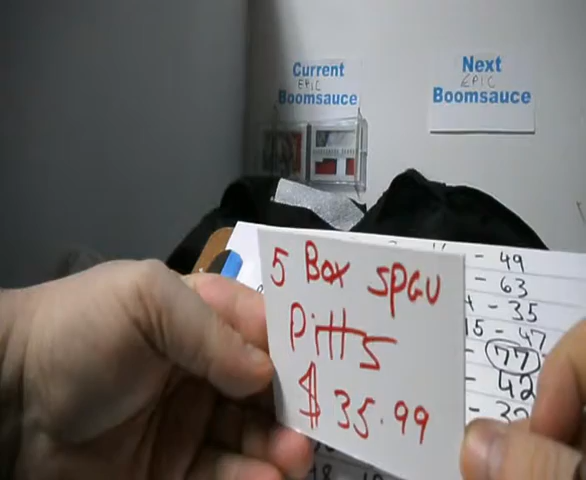 Current
EPIC
Boomsauce
Next
EPIC
Boomsauce
5 Box SPGU
Pitts
$35.99
- 49
- 63
- 35
15 - 47
- 77
- 42